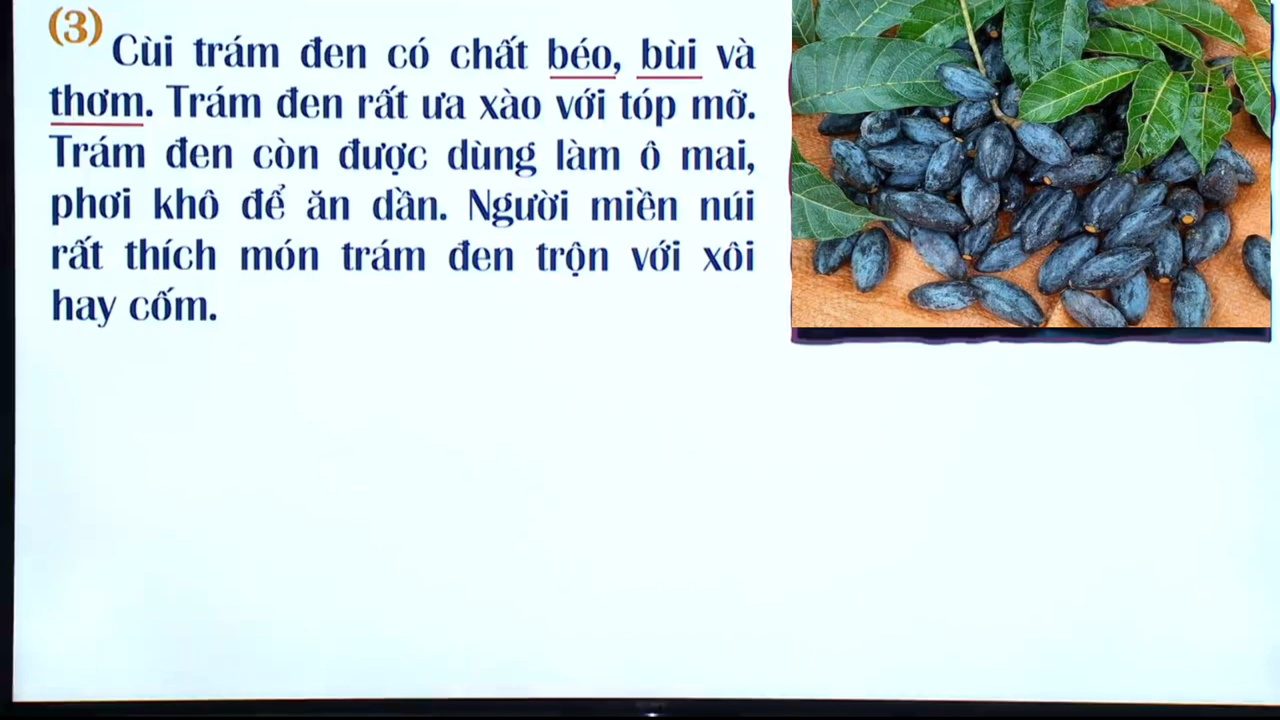 (3)
Cùi trám đen có chất béo, bùi và
thơm. Trám đen rất ưa xào với tóp mỡ.
Trám đen còn được dùng làm ô mai,
phơi khô để ăn dần. Người miền núi
rất thích món trám đen trộn với xôi
hay cốm.